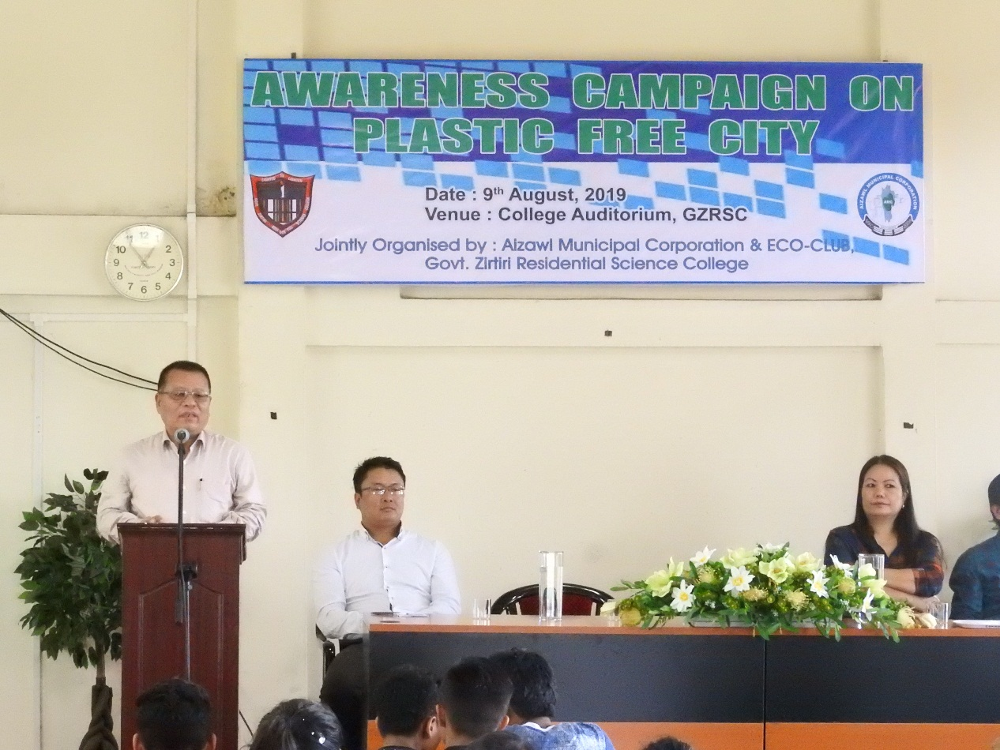 AWARENESS CAMPAIGN ON
PLASTIC FREE CITY
Date : 9th August, 2019
Venue : College Auditorium, GZRSC
Jointly Organised by : Aizawl Municipal Corporation & ECO-CLUB,
Govt. Zirtiri Residential Science College
AIZAWL MUNICIPAL CORPORATION
AMC
12
1
2
3
4
5
6
7
8
9
10
11